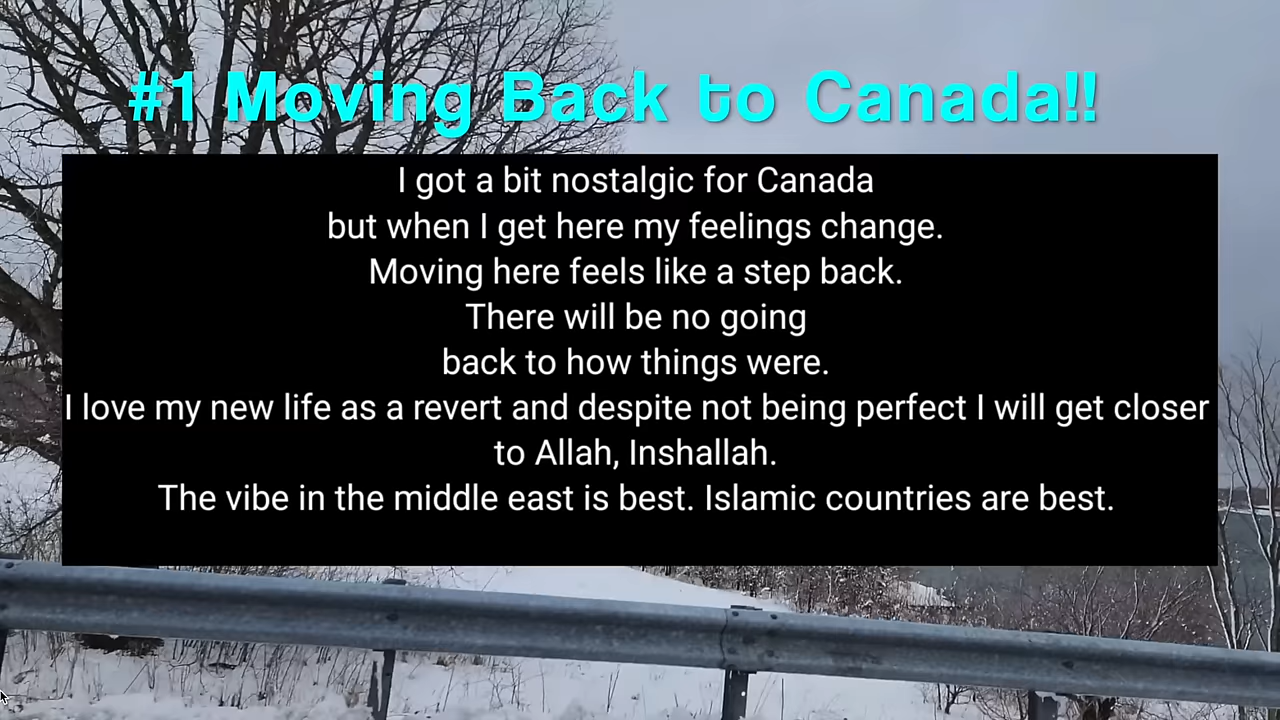 #1 Moving Back to Canada!!
I got a bit nostalgic for Canada
but when I get here my feelings change.
Moving here feels like a step back.
There will be no going
back to how things were.
I love my new life as a revert and despite not being perfect I will get closer
to Allah, Inshallah.
The vibe in the middle east is best. Islamic countries are best.